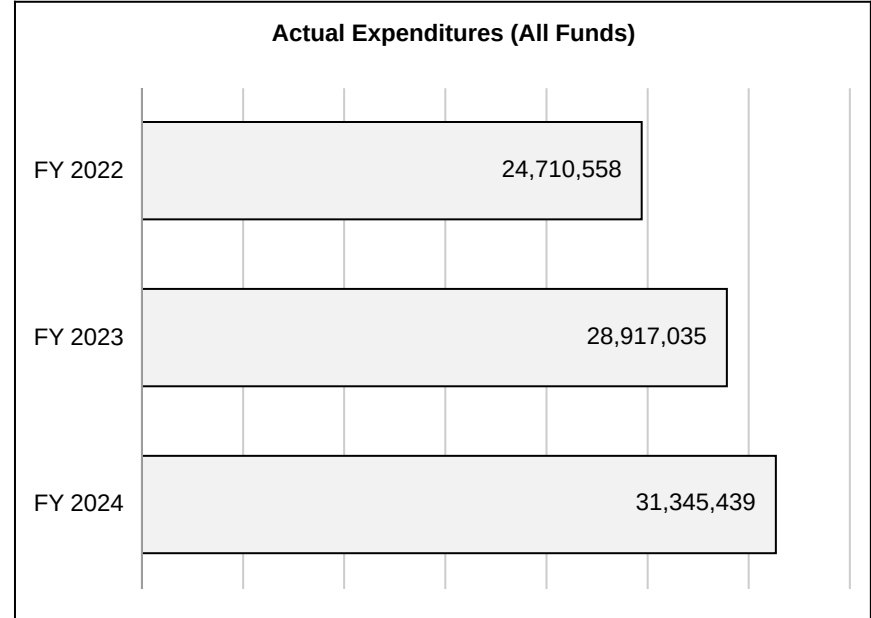 Actual Expenditures (All Funds)
FY 2022
24,710,558
FY 2023
28,917,035
FY 2024
31,345,439